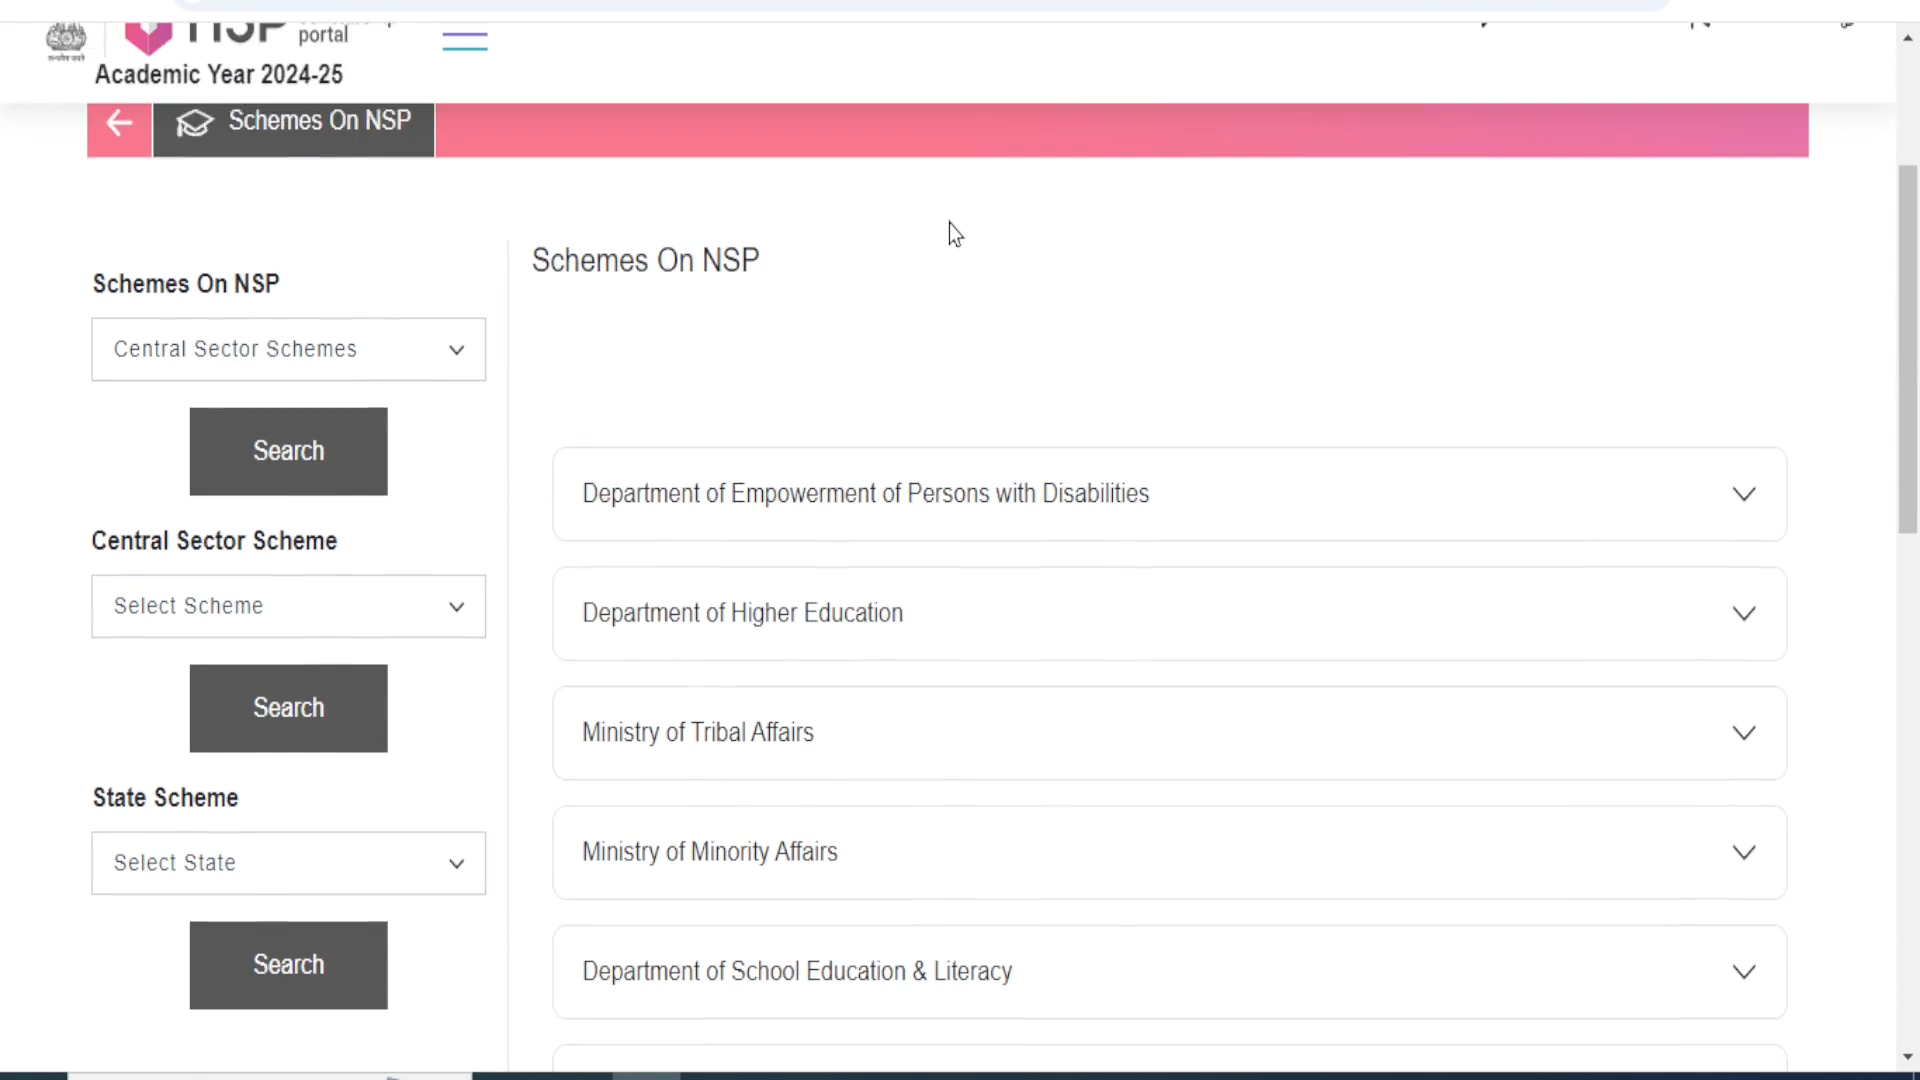 NSP
portal
Academic Year 2024-25
Schemes On NSP
Schemes On NSP
Schemes On NSP
Central Sector Schemes
Search
Department of Empowerment of Persons with Disabilities
Central Sector Scheme
Select Scheme
Department of Higher Education
Search
Ministry of Tribal Affairs
State Scheme
Select State
Ministry of Minority Affairs
Search
Department of School Education & Literacy